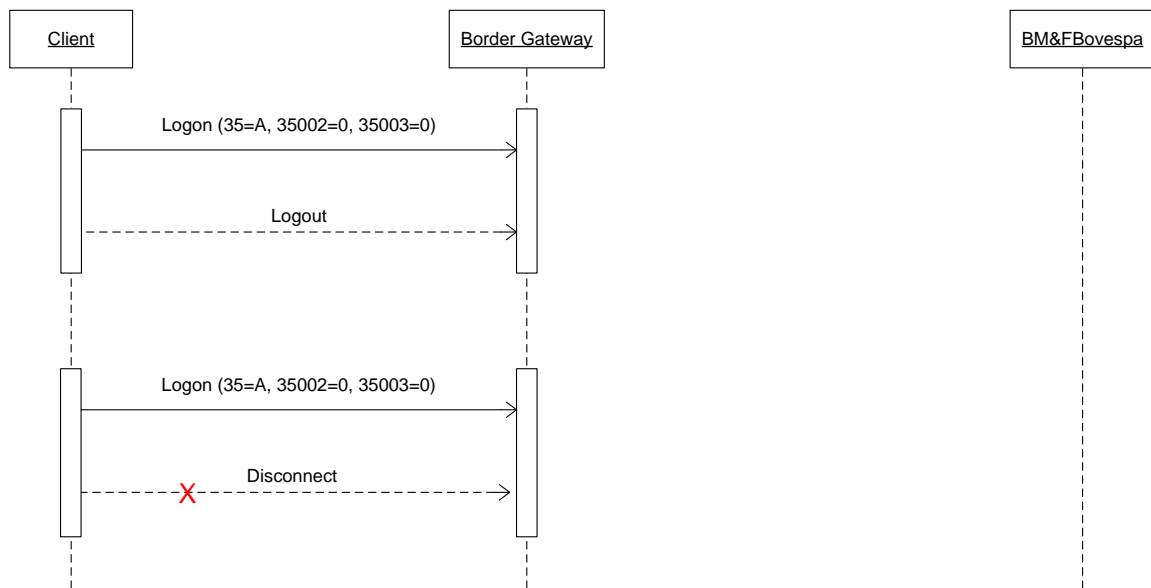 Client
Border Gateway
BM&FBovespa
Logon (35=A, 35002=0, 35003=0)
Logout
Logon (35=A, 35002=0, 35003=0)
Disconnect
X